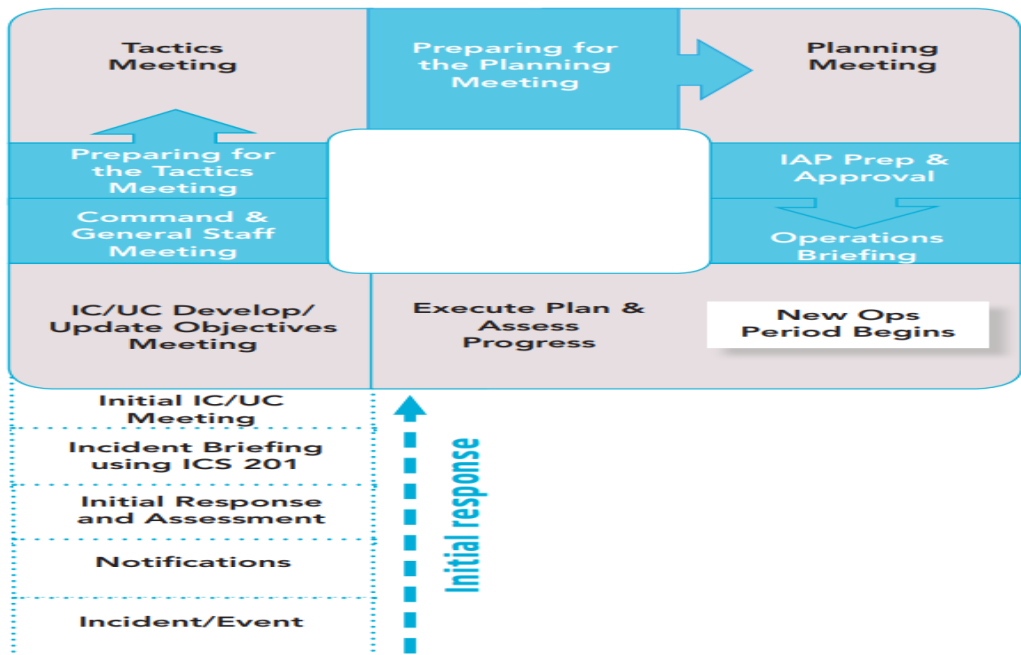 Tactics
Meeting
Preparing for
the Planning
Meeting
Planning
Meeting
Preparing for
the Tactics
Meeting
IAP Prep &
Approval
Command &
General Staff
Meeting
Operations
Briefing
IC/UC Develop/
Update Objectives
Meeting
Execute Plan &
Assess
Progress
New Ops
Period Begins
Initial IC/UC
Meeting
Incident Briefing
using ICS 201
Initial Response
and Assessment
Notifications
Incident/Event
Initial response